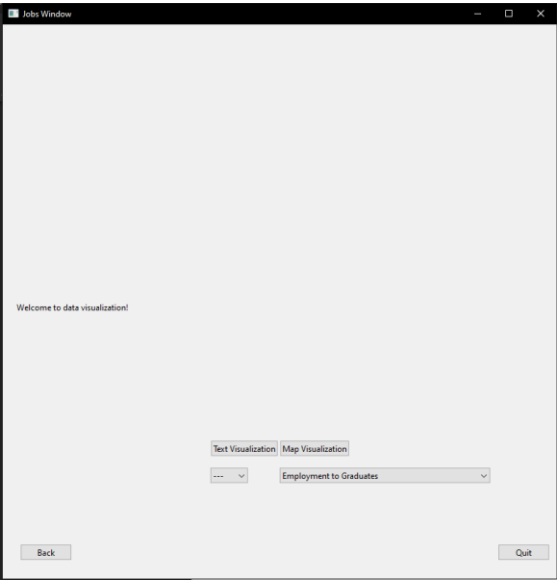 Jobs Window
Welcome to data visualization!
Text Visualization Map Visualization
--- Employment to Graduates
Back Quit